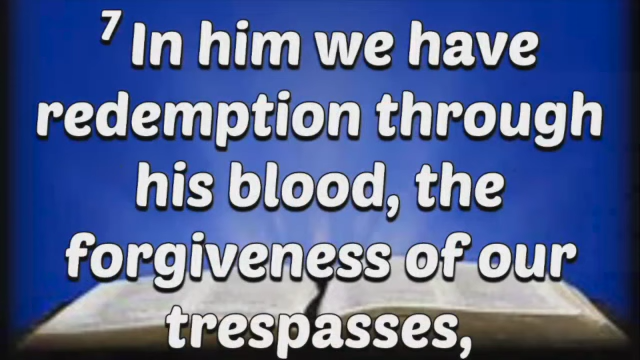 7 In him we have
redemption through
his blood, the
forgiveness of our
trespasses,